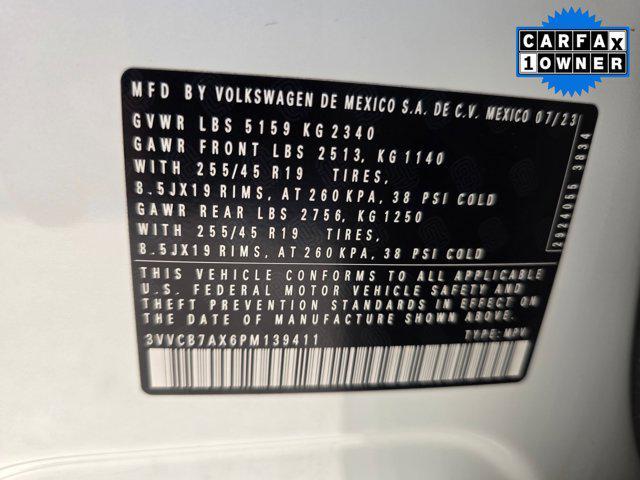 CARFAX
1 OWNER
MFD BY VOLKSWAGEN DE MEXICO S.A. DE C.V. MEXICO 07/23
GVWR LBS 5159 KG 2340
GAWR FRONT LBS 2513, KG 1140
WITH 255/45 R19 TIRES,
8.5JX19 RIMS, AT 260 KPA, 38 PSI COLD
GAWR REAR LBS 2756, KG 1250
WITH 255/45 R19 TIRES,
8.5JX19 RIMS, AT 260 KPA, 38 PSI COLD
2924055 3834
THIS VEHICLE CONFORMS TO ALL APPLICABLE
U.S. FEDERAL MOTOR VEHICLE SAFETY AND
THEFT PREVENTION STANDARDS IN EFFECT ON
THE DATE OF MANUFACTURE SHOWN ABOVE.
3VVCB7AX6PM139411 TYPE: MPV